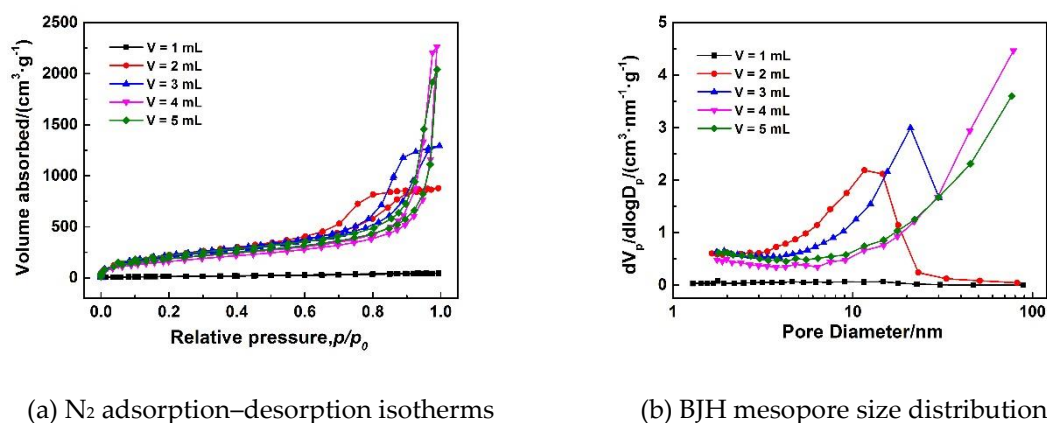 2500
2000
1500
1000
500
0
Volume absorbed/(cm³·g⁻¹)
V = 1 mL
V = 2 mL
V = 3 mL
V = 4 mL
V = 5 mL
0.0 0.2 0.4 0.6 0.8 1.0
Relative pressure,p/p₀
(a) N₂ adsorption–desorption isotherms
5
4
3
2
1
0
dVₚ/dlogDₚ/(cm³·nm⁻¹·g⁻¹)
V = 1 mL
V = 2 mL
V = 3 mL
V = 4 mL
V = 5 mL
1 10 100
Pore Diameter/nm
(b) BJH mesopore size distribution